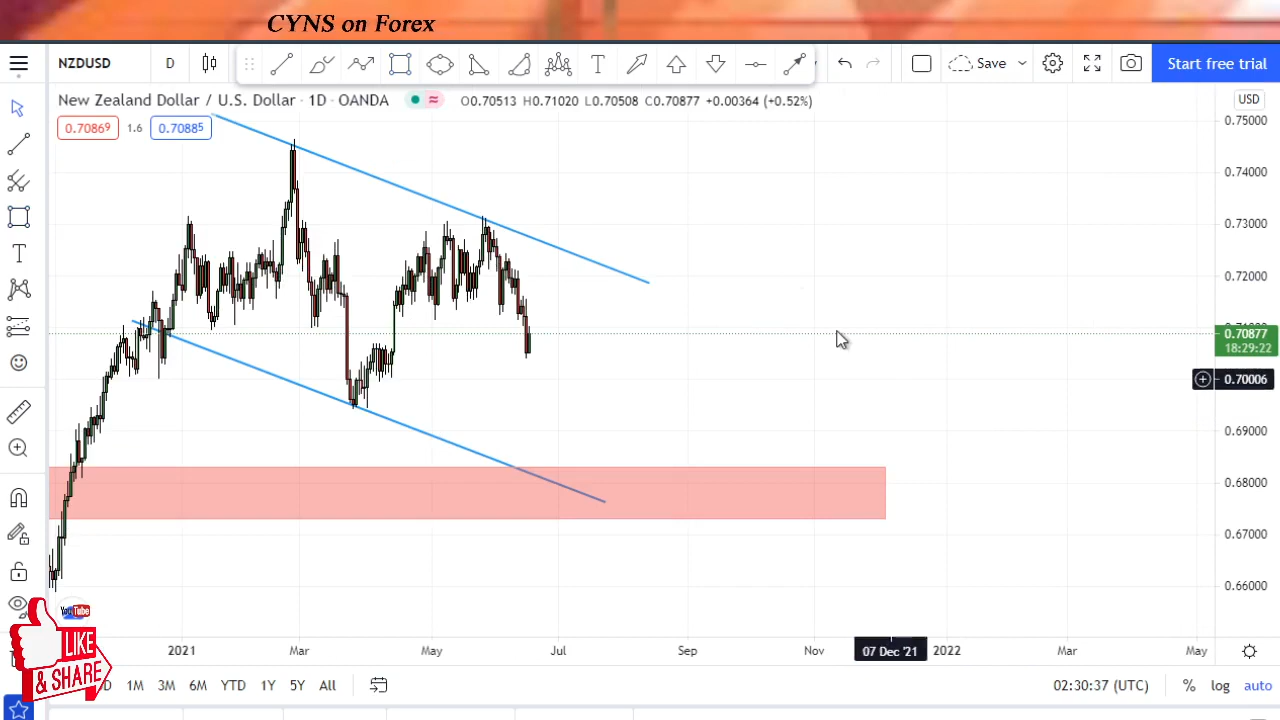 CYNS on Forex
NZDUSD
D
T
Save
Start free trial
New Zealand Dollar / U.S. Dollar · 1D · OANDA
O0.70513 H0.71020 L0.70508 C0.70877 +0.00364 (+0.52%)
USD
0.70869
1.6
0.70885
0.75000
0.74000
0.73000
0.72000
0.70877
18:29:22
0.70006
0.69000
0.68000
0.67000
0.66000
YouTube
LIKE
& SHARE
2021
Mar
May
Jul
Sep
Nov
07 Dec '21
2022
Mar
May
D
1M
3M
6M
YTD
1Y
5Y
All
02:30:37 (UTC)
%
log
auto